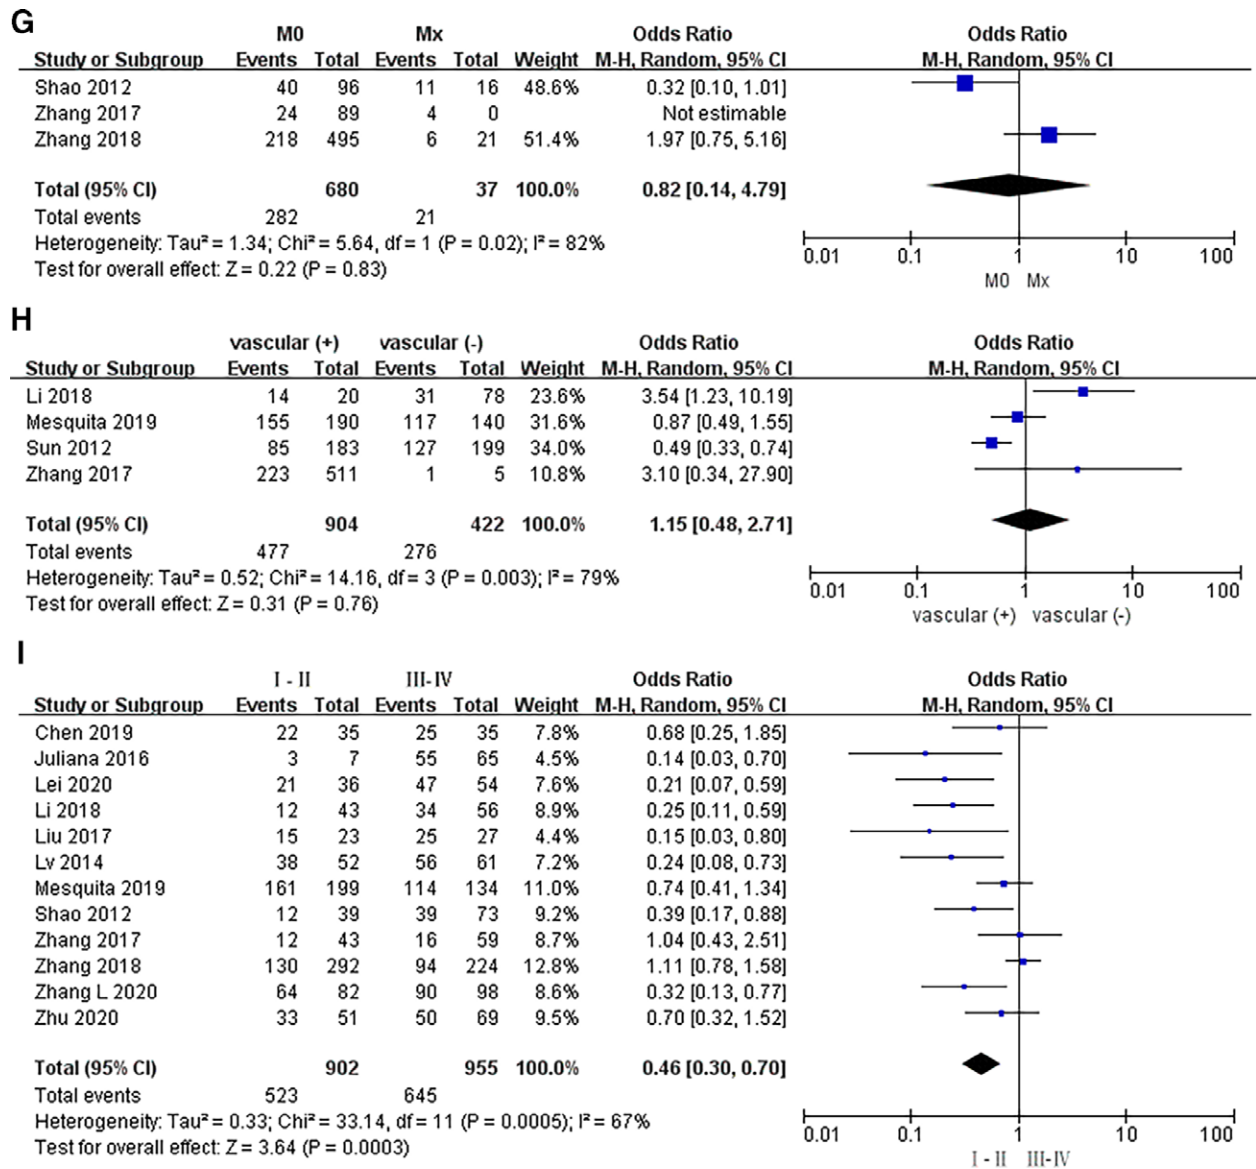 G
M0 Mx Odds Ratio Odds Ratio
Study or Subgroup Events Total Events Total Weight M-H, Random, 95% CI M-H, Random, 95% CI
Shao 2012 40 96 11 16 48.6% 0.32 [0.10, 1.01]
Zhang 2017 24 89 4 0 Not estimable
Zhang 2018 218 495 6 21 51.4% 1.97 [0.75, 5.16]
Total (95% CI) 680 37 100.0% 0.82 [0.14, 4.79]
Total events 282 21
Heterogeneity: Tau² = 1.34; Chi² = 5.64, df = 1 (P = 0.02); I² = 82%
Test for overall effect: Z = 0.22 (P = 0.83)
0.01 0.1 1 10 100
M0 Mx
H
vascular (+) vascular (-) Odds Ratio Odds Ratio
Study or Subgroup Events Total Events Total Weight M-H, Random, 95% CI M-H, Random, 95% CI
Li 2018 14 20 31 78 23.6% 3.54 [1.23, 10.19]
Mesquita 2019 155 190 117 140 31.6% 0.87 [0.49, 1.55]
Sun 2012 85 183 127 199 34.0% 0.49 [0.33, 0.74]
Zhang 2017 223 511 1 5 10.8% 3.10 [0.34, 27.90]
Total (95% CI) 904 422 100.0% 1.15 [0.48, 2.71]
Total events 477 276
Heterogeneity: Tau² = 0.52; Chi² = 14.16, df = 3 (P = 0.003); I² = 79%
Test for overall effect: Z = 0.31 (P = 0.76)
0.01 0.1 1 10 100
vascular (+) vascular (-)
I
I - II III-IV Odds Ratio Odds Ratio
Study or Subgroup Events Total Events Total Weight M-H, Random, 95% CI M-H, Random, 95% CI
Chen 2019 22 35 25 35 7.8% 0.68 [0.25, 1.85]
Juliana 2016 3 7 55 65 4.5% 0.14 [0.03, 0.70]
Lei 2020 21 36 47 54 7.6% 0.21 [0.07, 0.59]
Li 2018 12 43 34 56 8.9% 0.25 [0.11, 0.59]
Liu 2017 15 23 25 27 4.4% 0.15 [0.03, 0.80]
Lv 2014 38 52 56 61 7.2% 0.24 [0.08, 0.73]
Mesquita 2019 161 199 114 134 11.0% 0.74 [0.41, 1.34]
Shao 2012 12 39 39 73 9.2% 0.39 [0.17, 0.88]
Zhang 2017 12 43 16 59 8.7% 1.04 [0.43, 2.51]
Zhang 2018 130 292 94 224 12.8% 1.11 [0.78, 1.58]
Zhang L 2020 64 82 90 98 8.6% 0.32 [0.13, 0.77]
Zhu 2020 33 51 50 69 9.5% 0.70 [0.32, 1.52]
Total (95% CI) 902 955 100.0% 0.46 [0.30, 0.70]
Total events 523 645
Heterogeneity: Tau² = 0.33; Chi² = 33.14, df = 11 (P = 0.0005); I² = 67%
Test for overall effect: Z = 3.64 (P = 0.0003)
0.01 0.1 1 10 100
I - II III-IV